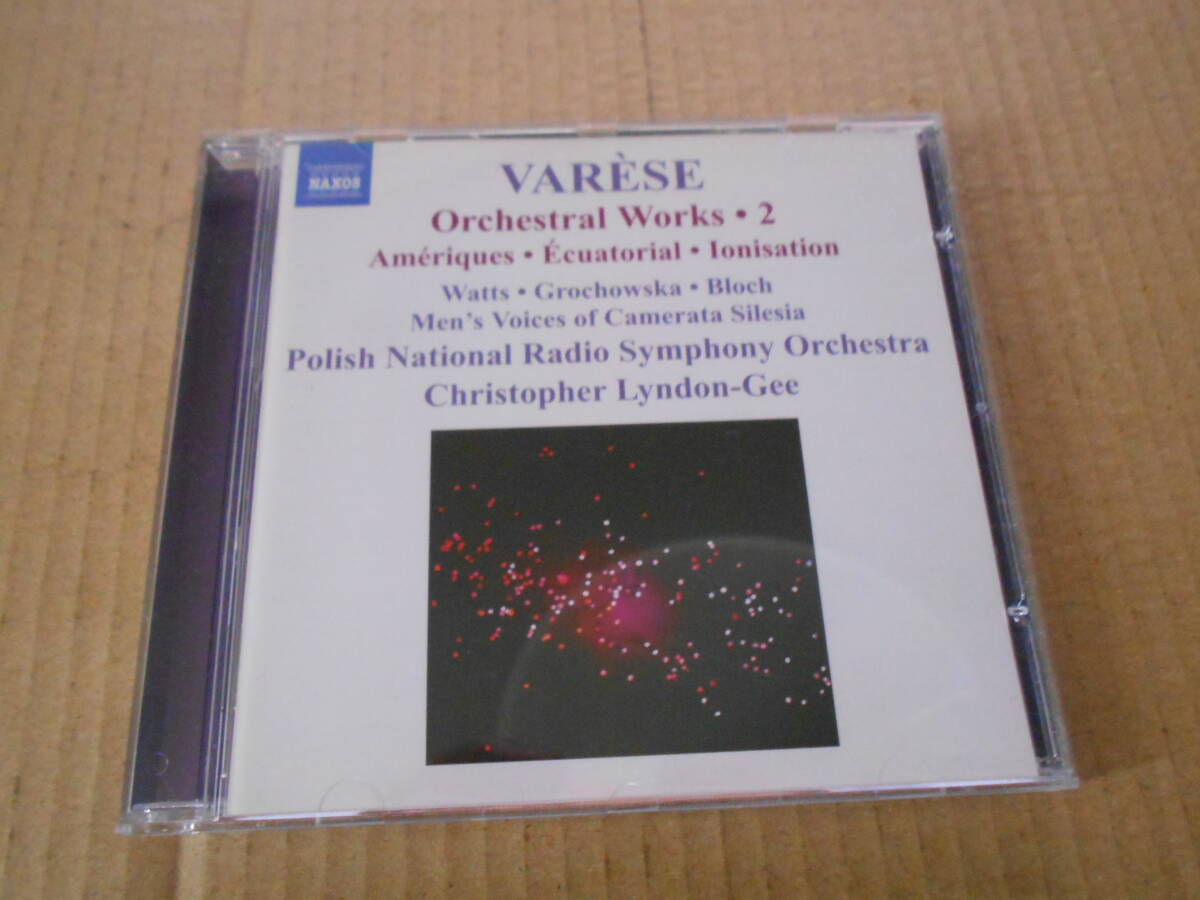 NAXOS
VARÈSE
Orchestral Works • 2
Amériques • Écuatorial • Ionisation
Watts • Grochowska • Bloch
Men's Voices of Camerata Silesia
Polish National Radio Symphony Orchestra
Christopher Lyndon-Gee